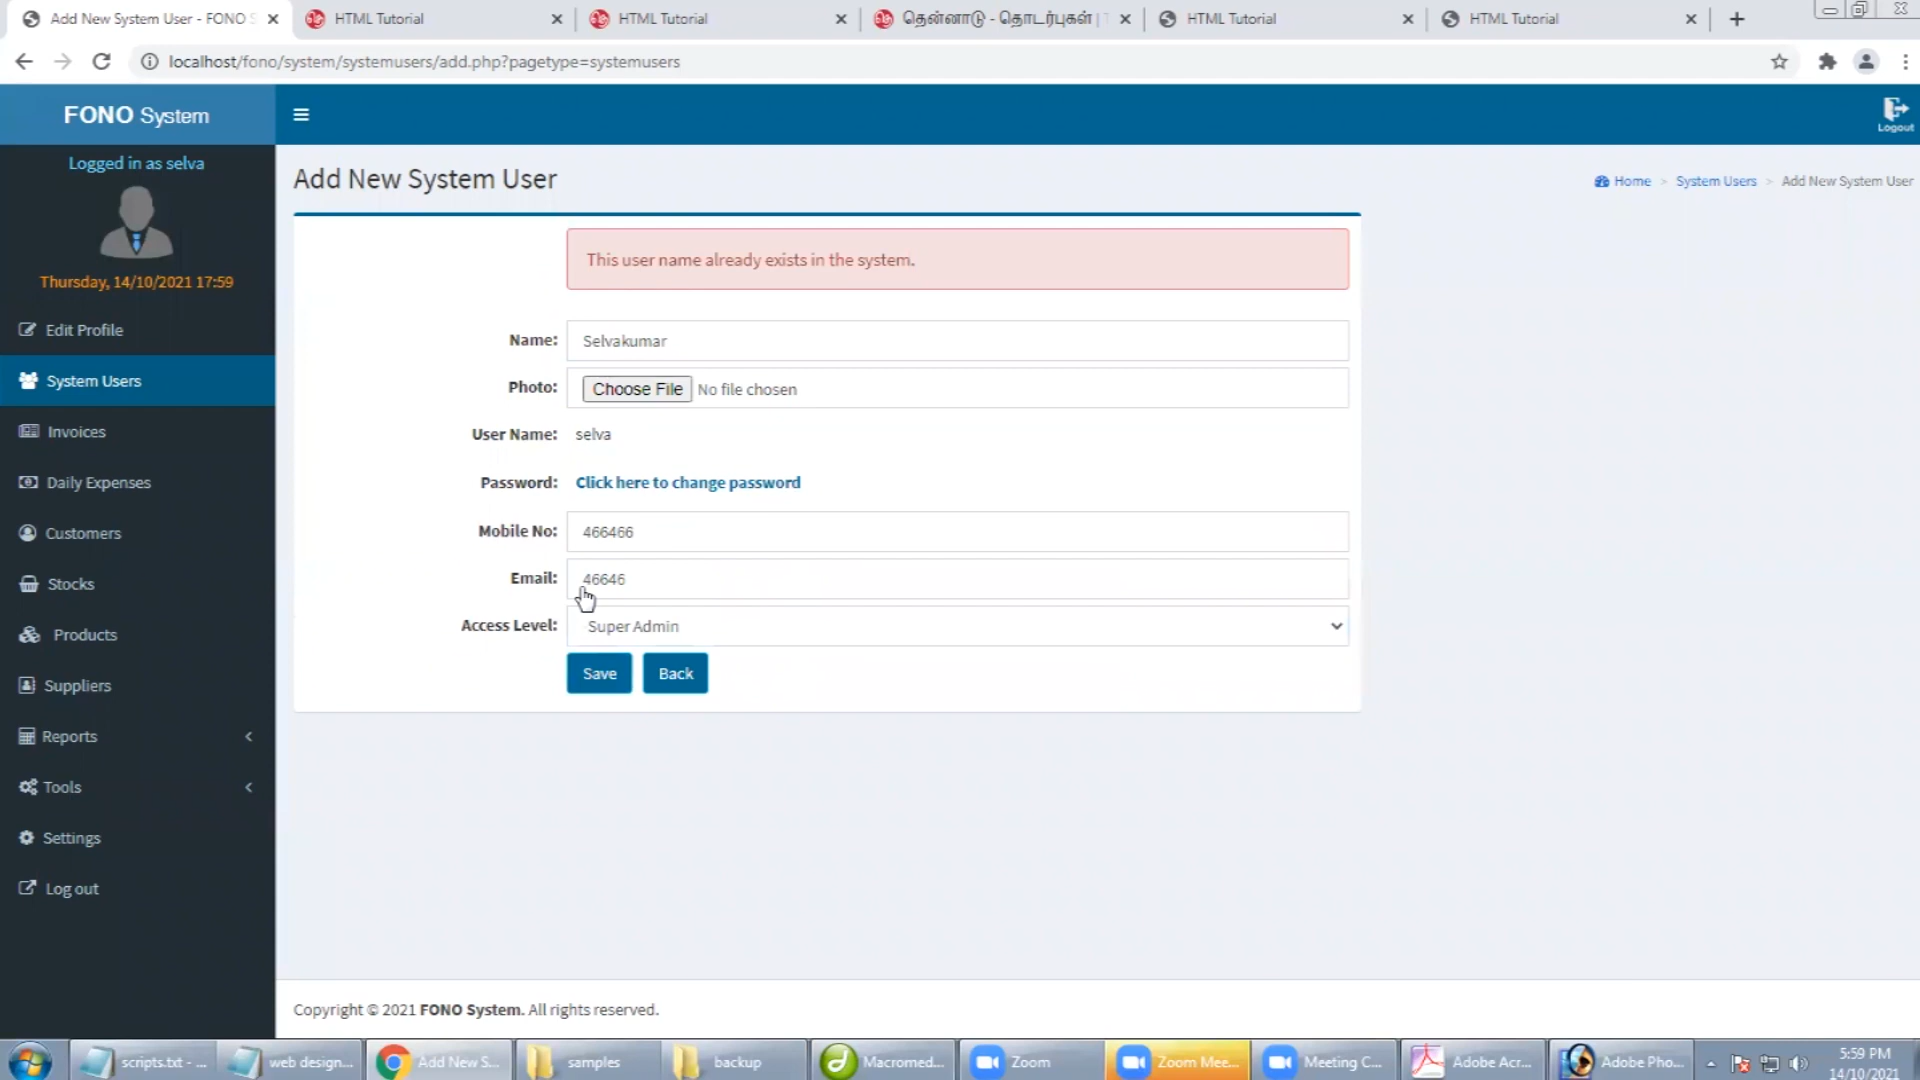 Add New System User - FONO S
HTML Tutorial
HTML Tutorial
தென்னாடு - தொடர்புகள் | T
HTML Tutorial
HTML Tutorial
localhost/fono/system/systemusers/add.php?pagetype=systemusers
FONO System
Logout
Logged in as selva
Thursday, 14/10/2021 17:59
Edit Profile
System Users
Invoices
Daily Expenses
Customers
Stocks
Products
Suppliers
Reports
Tools
Settings
Log out
Add New System User
Home > System Users > Add New System User
This user name already exists in the system.
Name: Selvakumar
Photo: Choose File No file chosen
User Name: selva
Password: Click here to change password
Mobile No: 466466
Email: 46646
Access Level: Super Admin
Save Back
Copyright © 2021 FONO System. All rights reserved.
scripts.txt - ...
web design...
Add New S...
samples
backup
Macromed...
Zoom
Zoom Mee...
Meeting C...
Adobe Acr...
Adobe Pho...
5:59 PM
14/10/2021